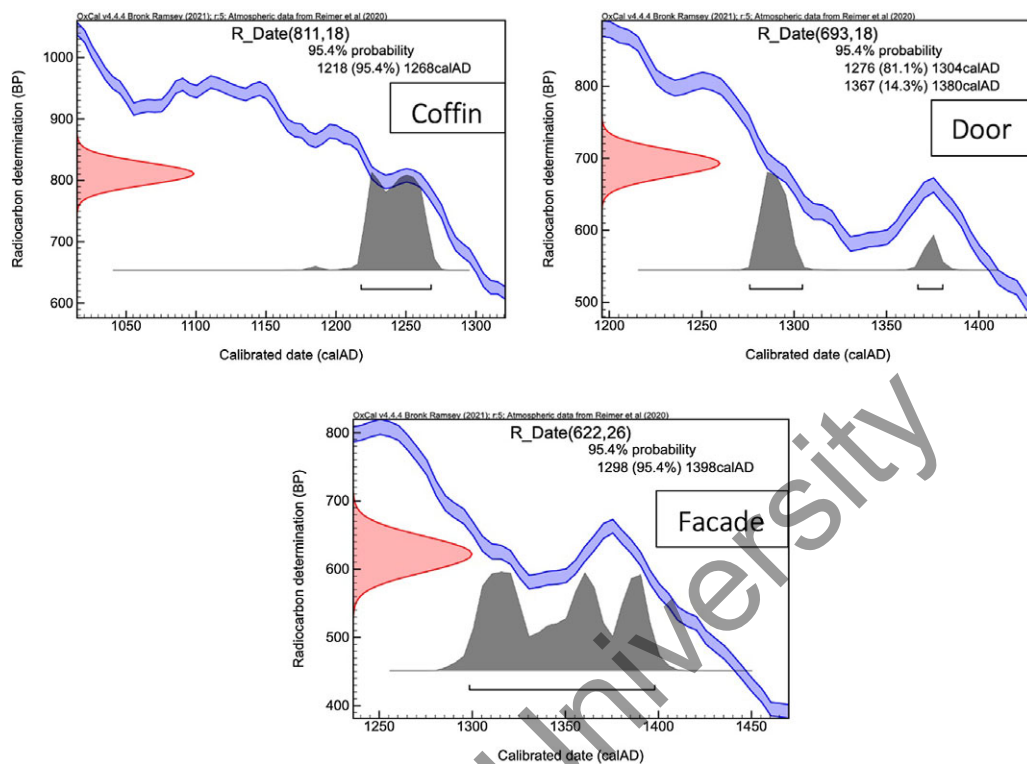 OxCal v4.4.4 Bronk Ramsey (2021); r:5; Atmospheric data from Reimer et al (2020)
R_Date(811,18)
95.4% probability
1218 (95.4%) 1268calAD
Coffin
Radiocarbon determination (BP)
1000
900
800
700
600
1050 1100 1150 1200 1250 1300
Calibrated date (calAD)
OxCal v4.4.4 Bronk Ramsey (2021); r:5; Atmospheric data from Reimer et al (2020)
R_Date(693,18)
95.4% probability
1276 (81.1%) 1304calAD
1367 (14.3%) 1380calAD
Door
Radiocarbon determination (BP)
800
700
600
500
1200 1250 1300 1350 1400
Calibrated date (calAD)
OxCal v4.4.4 Bronk Ramsey (2021); r:5; Atmospheric data from Reimer et al (2020)
R_Date(622,26)
95.4% probability
1298 (95.4%) 1398calAD
Facade
Radiocarbon determination (BP)
800
700
600
500
400
1250 1300 1350 1400 1450
Calibrated date (calAD)
University